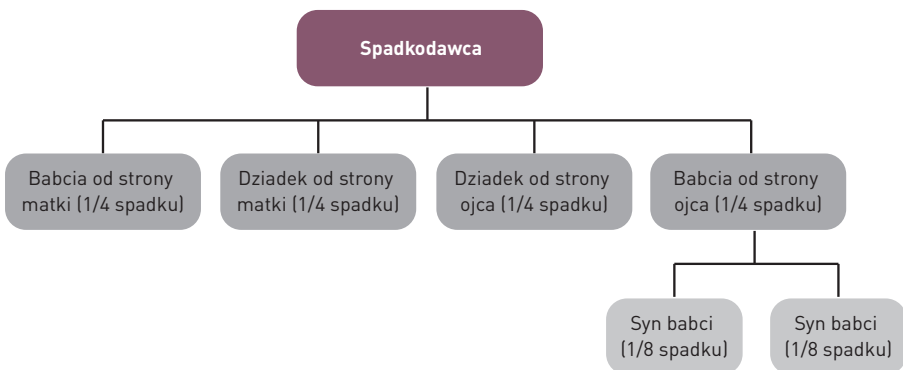 Spadkodawca
Babcia od strony
matki (1/4 spadku)
Dziadek od strony
matki (1/4 spadku)
Dziadek od strony
ojca (1/4 spadku)
Babcia od strony
ojca (1/4 spadku)
Syn babci
(1/8 spadku)
Syn babci
(1/8 spadku)